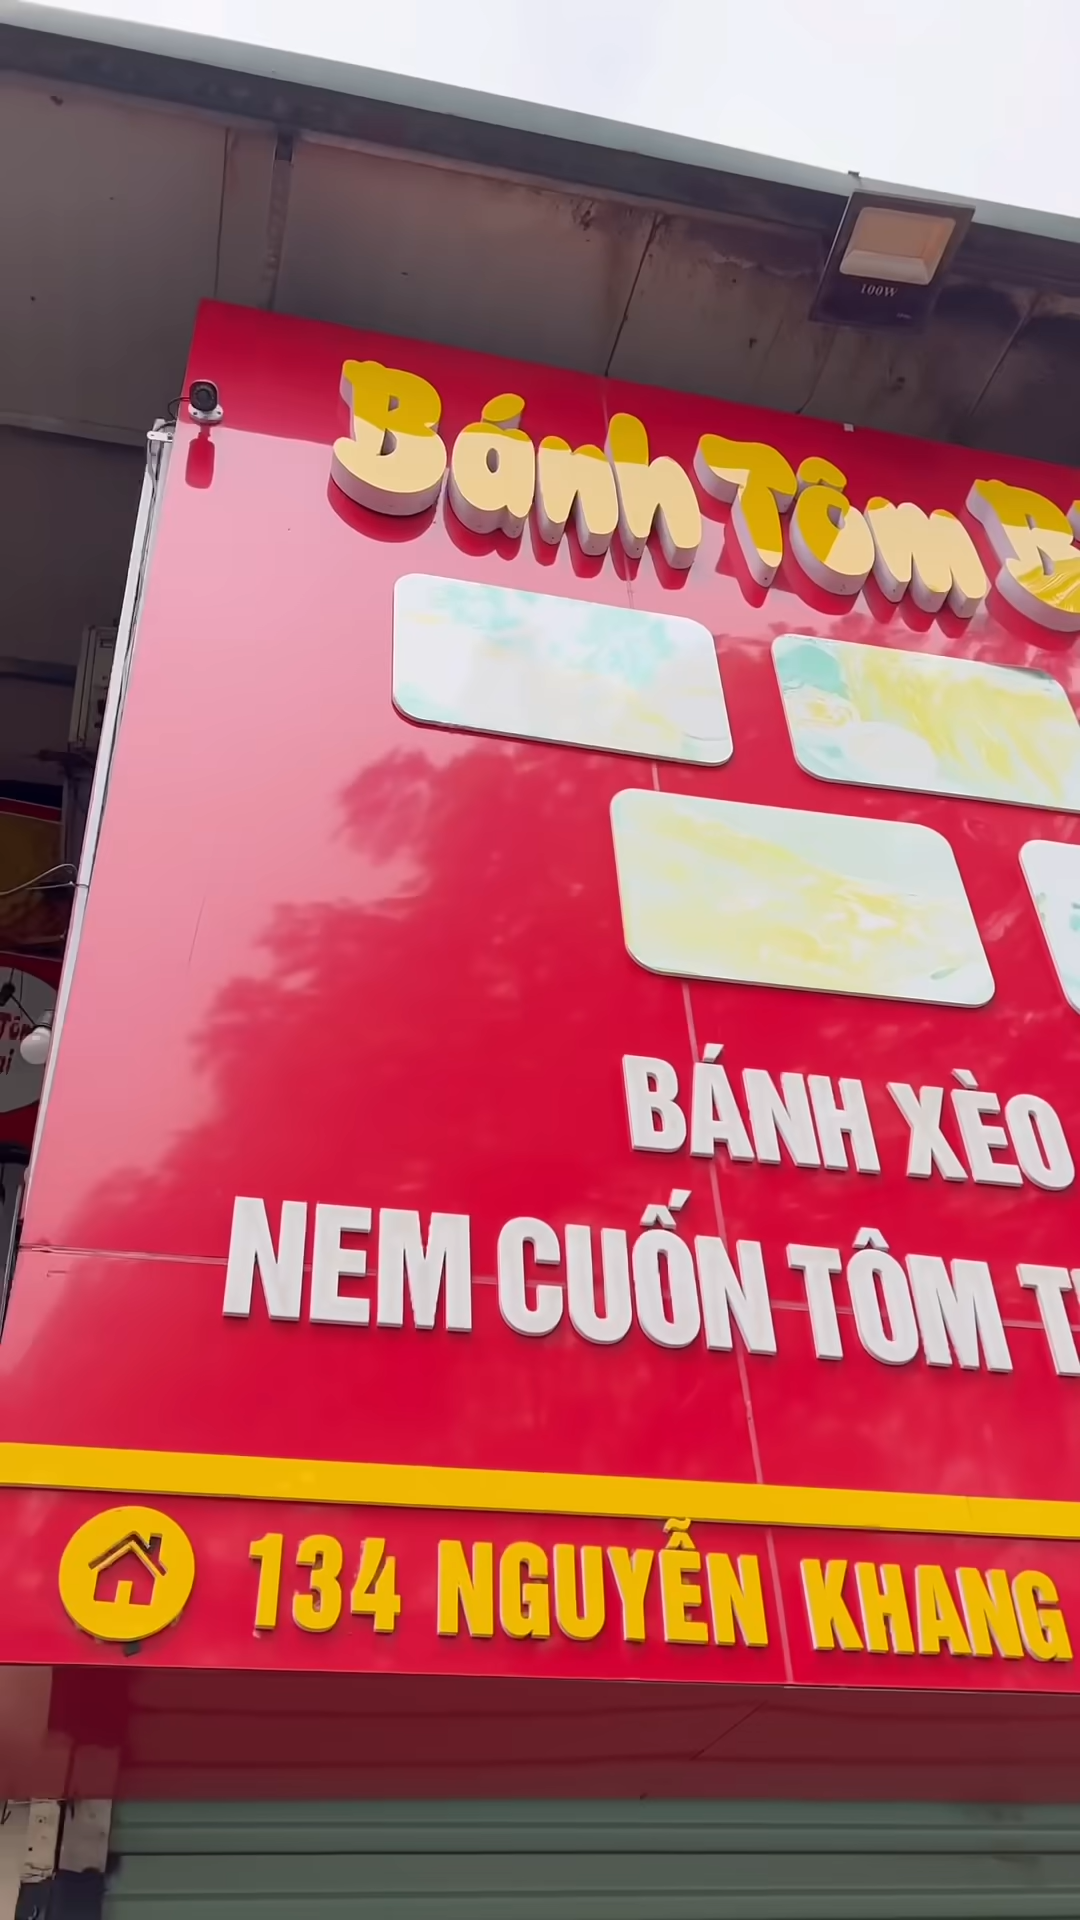 100W
Bánh Tôm
BÁNH XÈO
NEM CUỐN TÔM
134 NGUYỄN KHANG